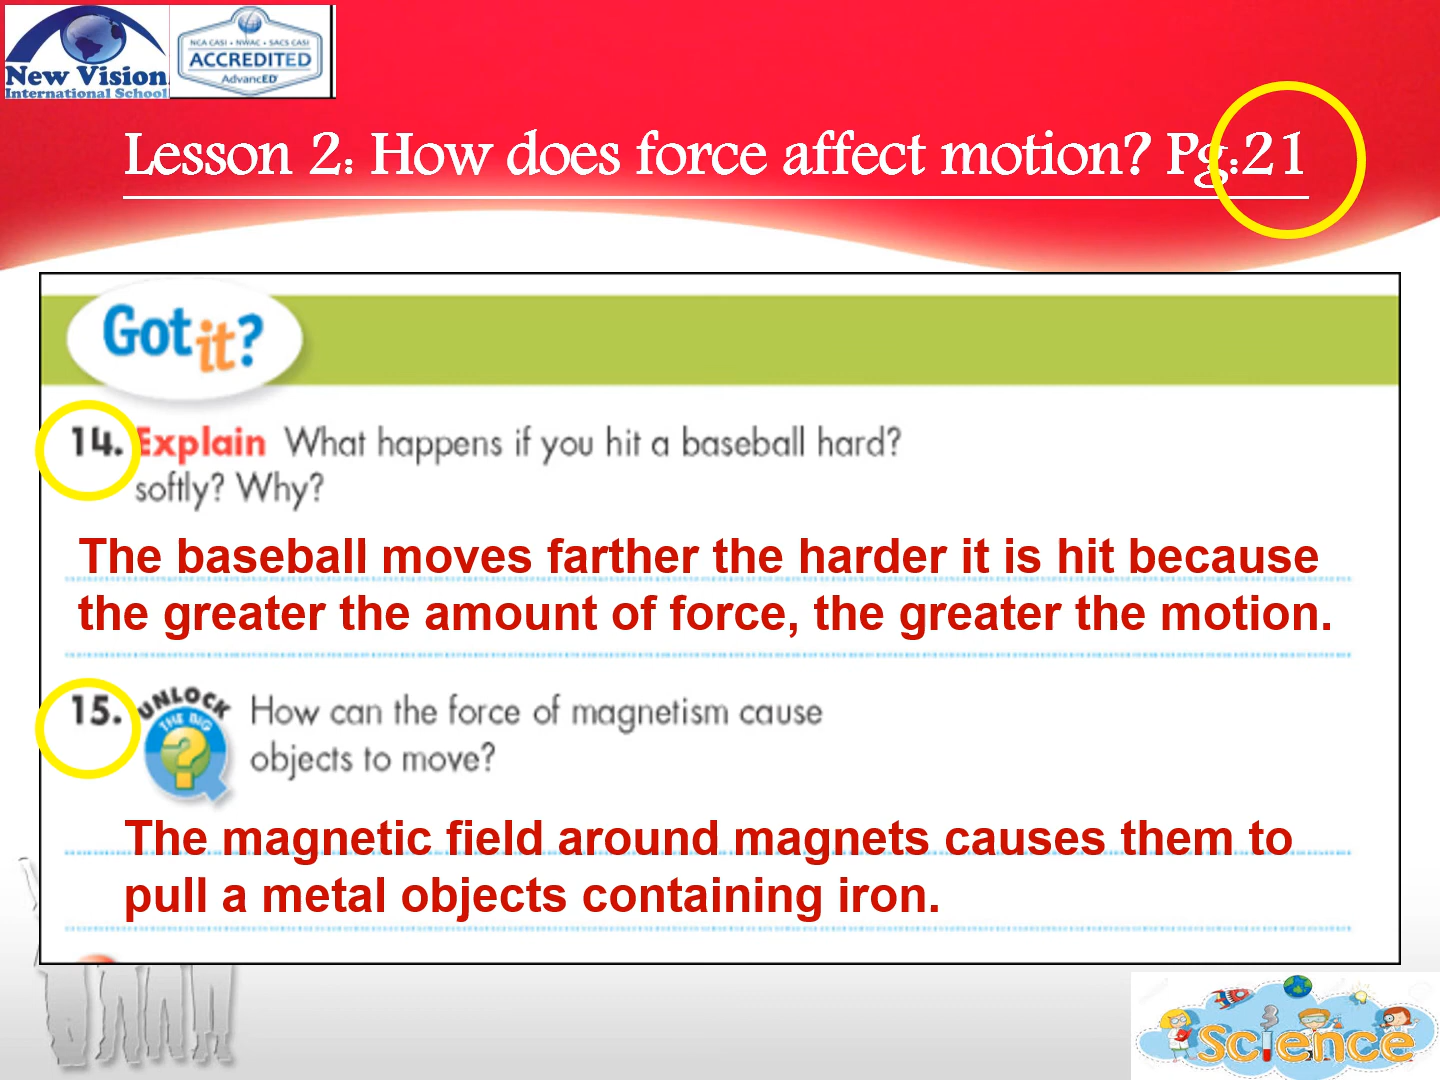 New Vision
International School
NCA CASI • NWAC • SACS CASI
ACCREDITED
AdvancED
Lesson 2: How does force affect motion? Pg:21
Got it?
14. Explain What happens if you hit a baseball hard?
softly? Why?
The baseball moves farther the harder it is hit because
the greater the amount of force, the greater the motion.
15. UNLOCK THE BIG ? How can the force of magnetism cause
objects to move?
The magnetic field around magnets causes them to
pull a metal objects containing iron.
Science